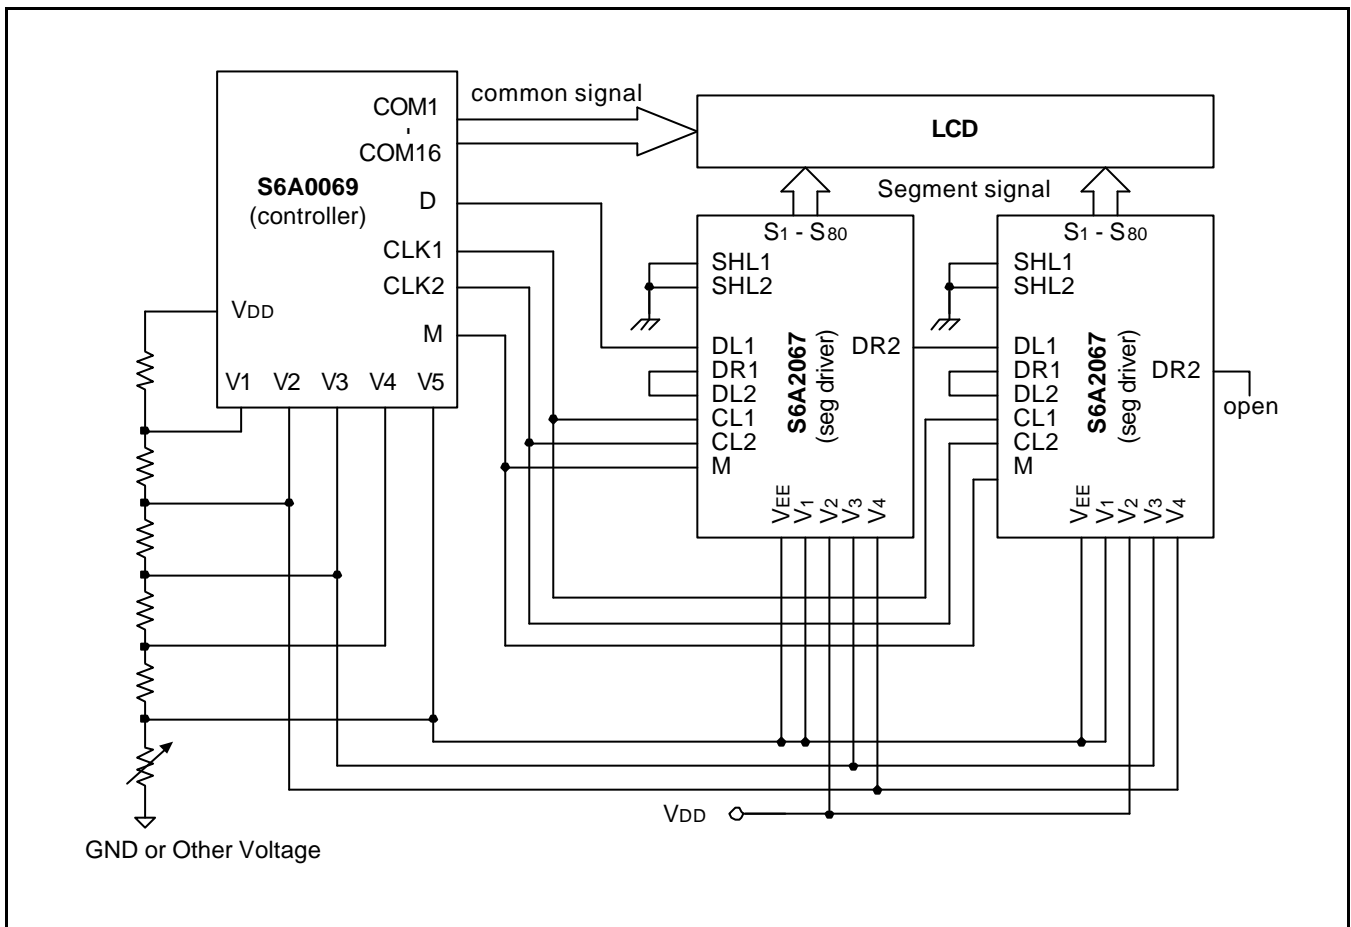 COM1
COM16
S6A0069
(controller)
D
CLK1
CLK2
VDD
M
V1 V2 V3 V4 V5
common signal
LCD
Segment signal
S1 - S80
SHL1
SHL2
DL1
DR1
DL2
CL1
CL2
M
S6A2067
(seg driver)
DR2
VEE V1 V2 V3 V4
S1 - S80
SHL1
SHL2
DL1
DR1
DL2
CL1
CL2
M
S6A2067
(seg driver)
DR2
open
VEE V1 V2 V3 V4
VDD
GND or Other Voltage